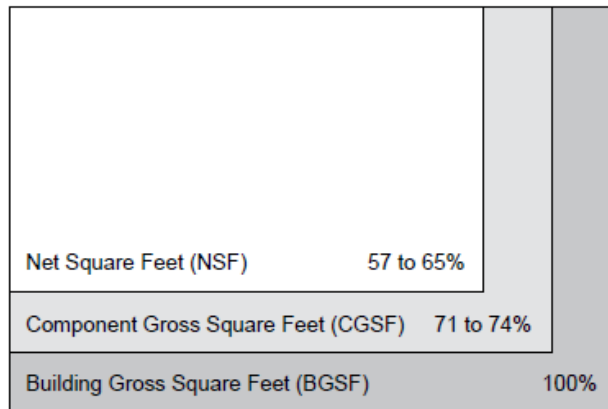 Net Square Feet (NSF) 57 to 65%
Component Gross Square Feet (CGSF) 71 to 74%
Building Gross Square Feet (BGSF) 100%